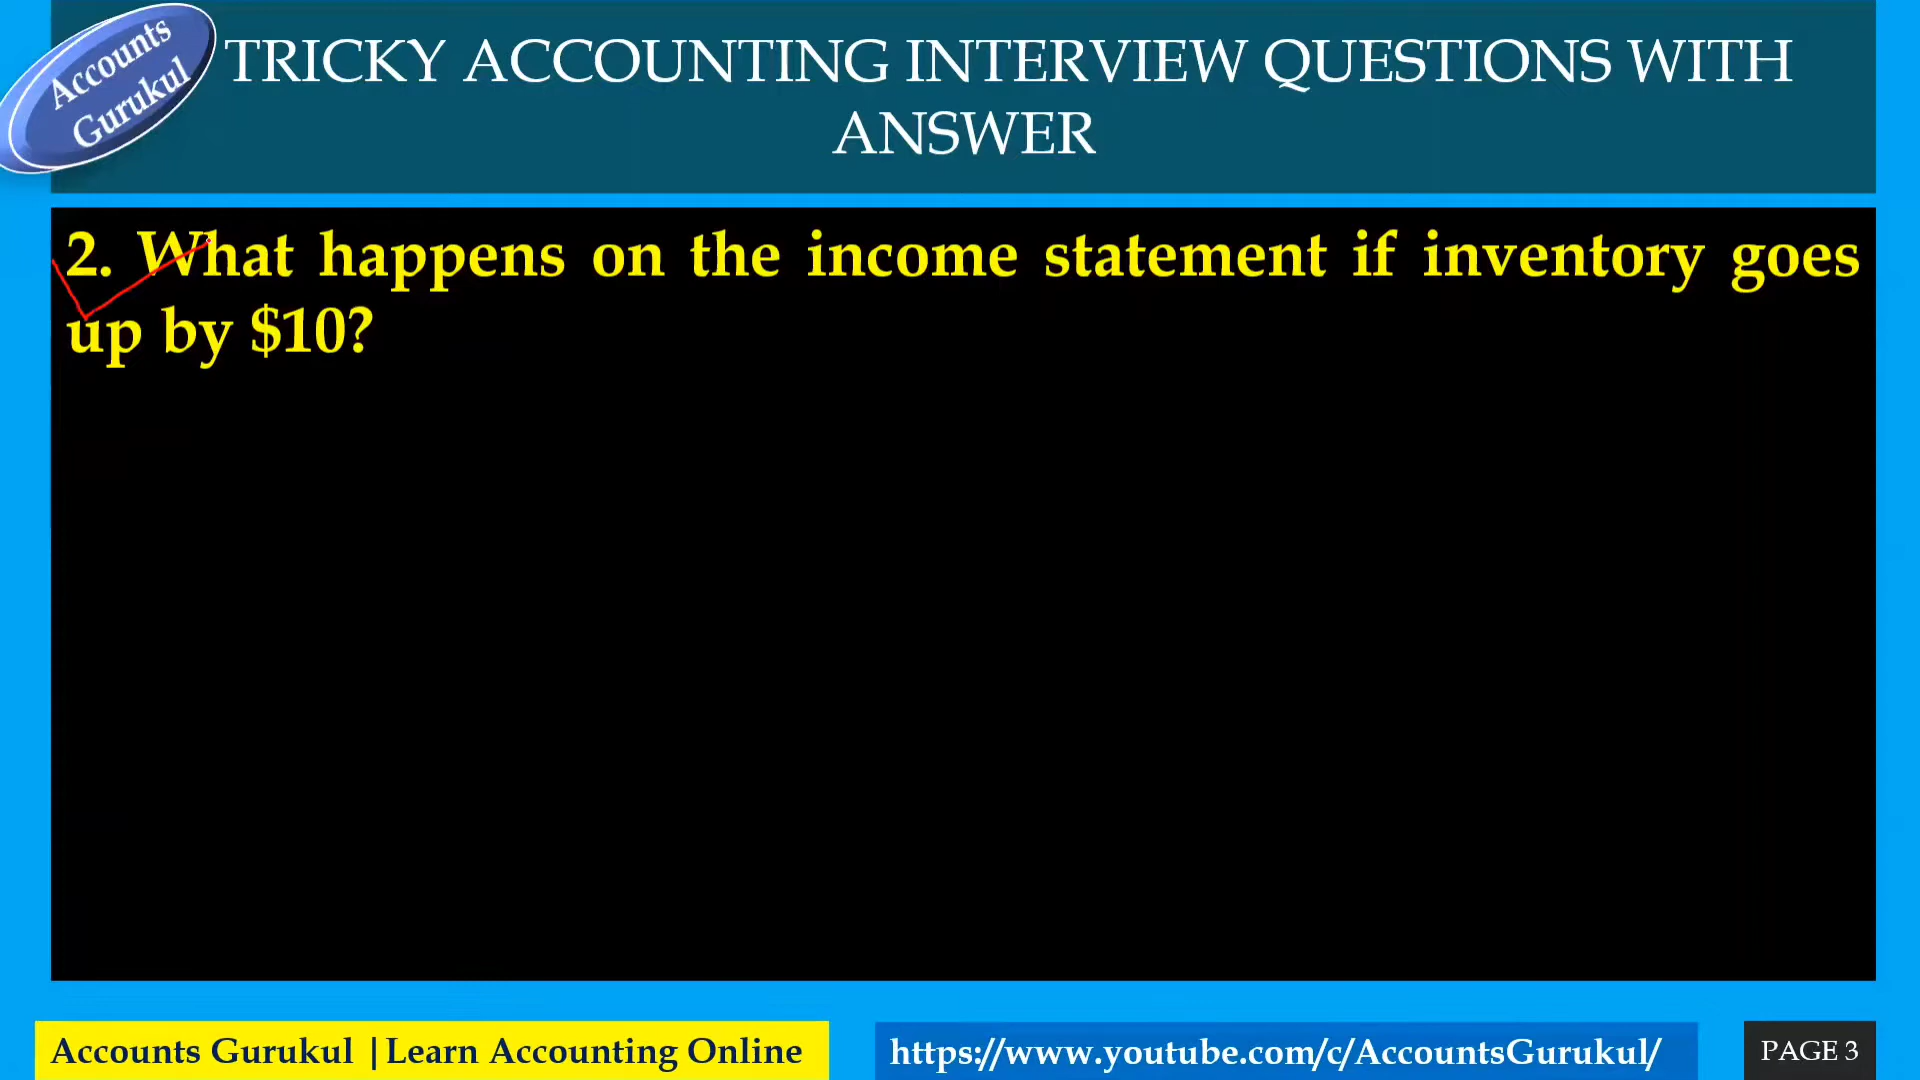 Accounts
Gurukul
TRICKY ACCOUNTING INTERVIEW QUESTIONS WITH
ANSWER
2. What happens on the income statement if inventory goes
up by $10?
Accounts Gurukul | Learn Accounting Online
https://www.youtube.com/c/AccountsGurukul/
PAGE 3